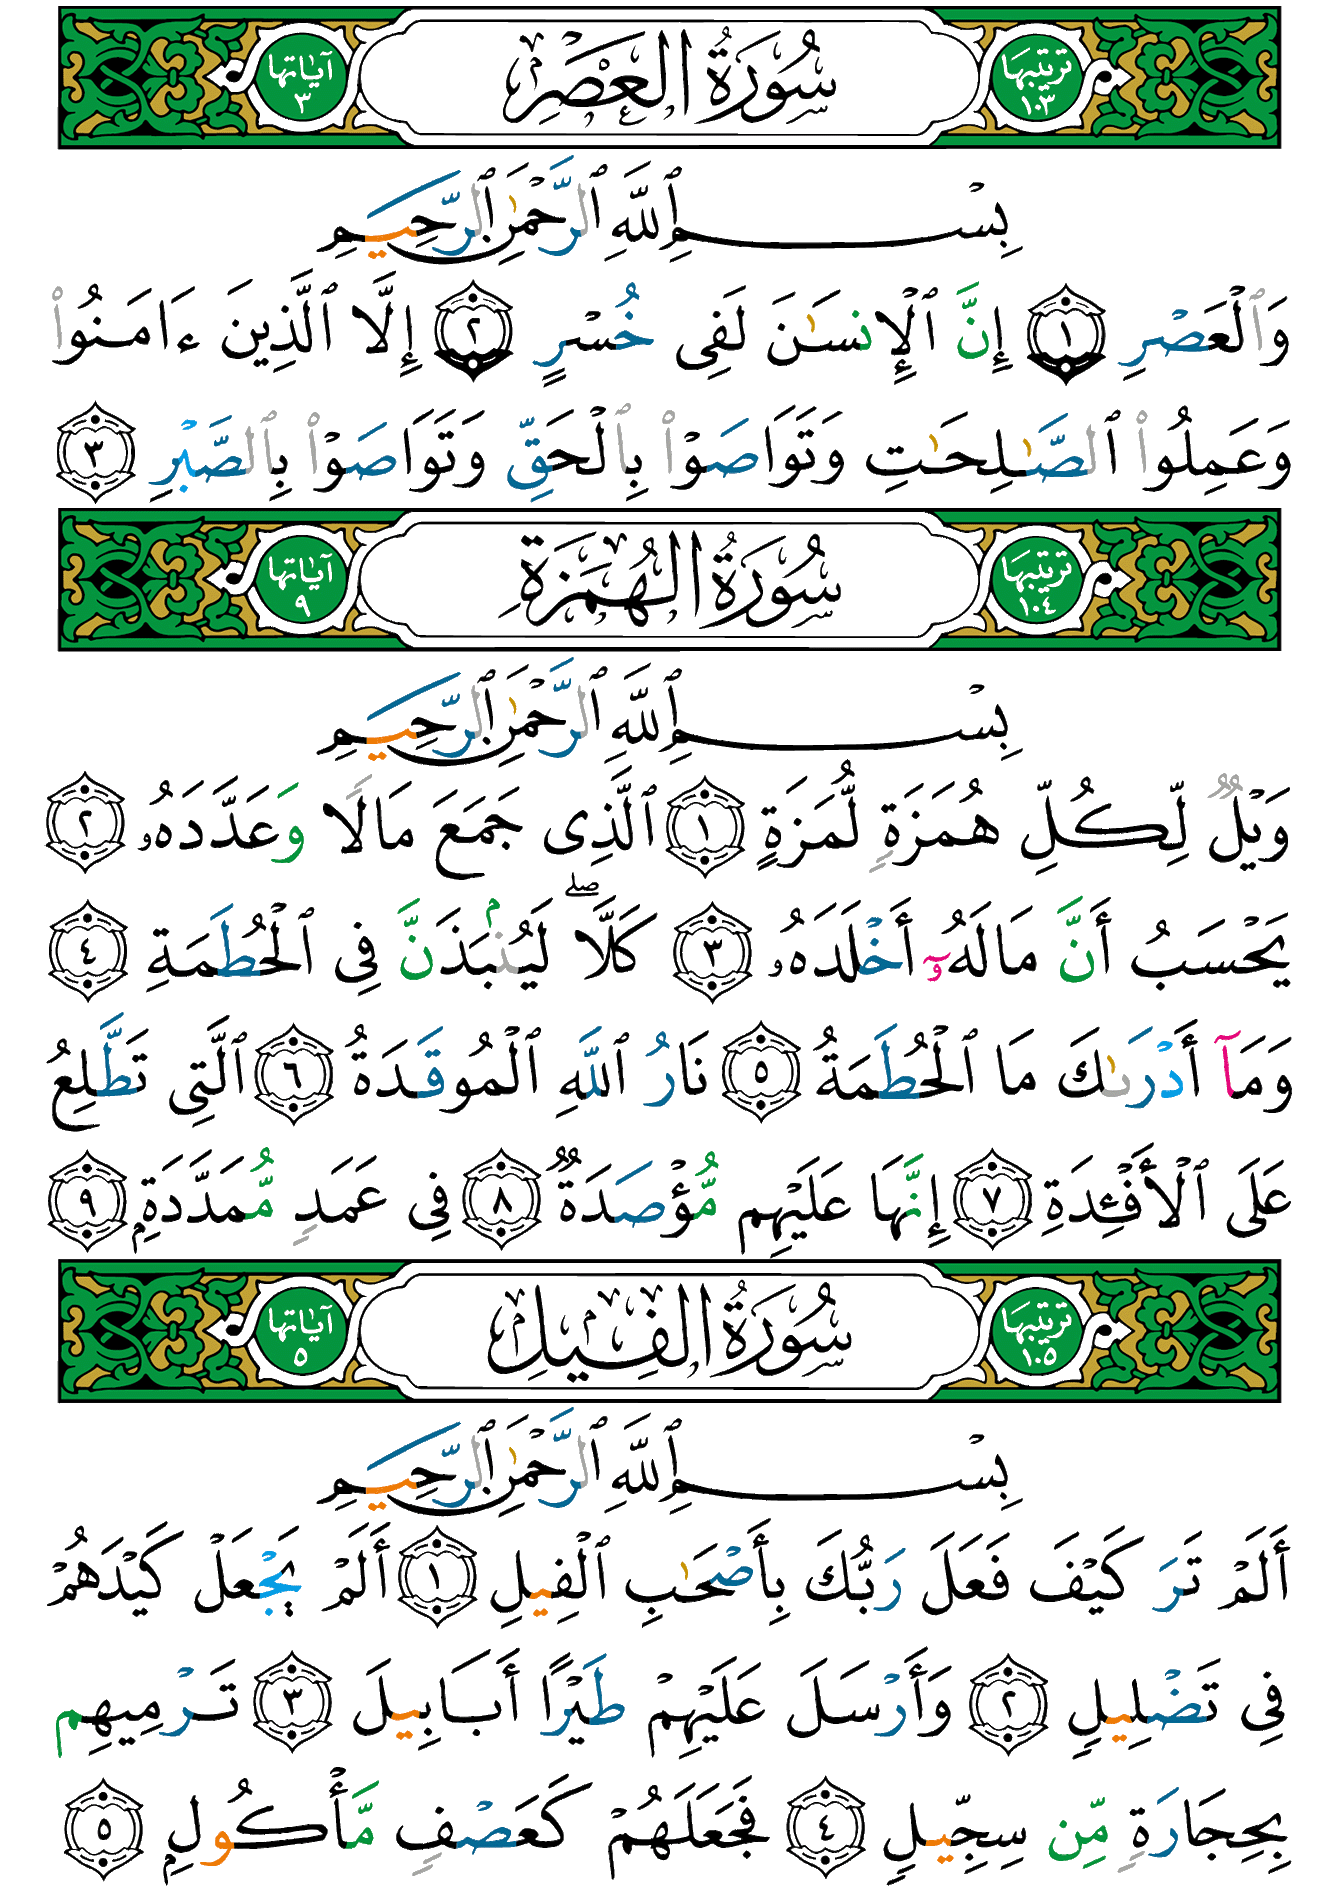 ترتيبها ١٠٣ سُورَةُ الْعَصْرِ آياتها ٣
بِسْمِ ٱللَّهِ ٱلرَّحْمَٰنِ ٱلرَّحِيمِ
وَٱلْعَصْرِ ١ إِنَّ ٱلْإِنسَٰنَ لَفِى خُسْرٍ ٢ إِلَّا ٱلَّذِينَ ءَامَنُوا۟
وَعَمِلُوا۟ ٱلصَّٰلِحَٰتِ وَتَوَاصَوْا۟ بِٱلْحَقِّ وَتَوَاصَوْا۟ بِٱلصَّبْرِ ٣
ترتيبها ١٠٤ سُورَةُ الْهُمَزَةِ آياتها ٩
بِسْمِ ٱللَّهِ ٱلرَّحْمَٰنِ ٱلرَّحِيمِ
وَيْلٌ لِّكُلِّ هُمَزَةٍ لُّمَزَةٍ ١ ٱلَّذِى جَمَعَ مَالًا وَعَدَّدَهُۥ ٢
يَحْسَبُ أَنَّ مَالَهُۥٓ أَخْلَدَهُۥ ٣ كَلَّا ۖ لَيُنۢبَذَنَّ فِى ٱلْحُطَمَةِ ٤
وَمَآ أَدْرَىٰكَ مَا ٱلْحُطَمَةُ ٥ نَارُ ٱللَّهِ ٱلْمُوقَدَةُ ٦ ٱلَّتِى تَطَّلِعُ
عَلَى ٱلْأَفْـِٔدَةِ ٧ إِنَّهَا عَلَيْهِم مُّؤْصَدَةٌ ٨ فِى عَمَدٍ مُّمَدَّدَةٍۭ ٩
ترتيبها ١٠٥ سُورَةُ الْفِيلِ آياتها ٥
بِسْمِ ٱللَّهِ ٱلرَّحْمَٰنِ ٱلرَّحِيمِ
أَلَمْ تَرَ كَيْفَ فَعَلَ رَبُّكَ بِأَصْحَٰبِ ٱلْفِيلِ ١ أَلَمْ يَجْعَلْ كَيْدَهُمْ
فِى تَضْلِيلٍ ٢ وَأَرْسَلَ عَلَيْهِمْ طَيْرًا أَبَابِيلَ ٣ تَرْمِيهِم
بِحِجَارَةٍ مِّن سِجِّيلٍ ٤ فَجَعَلَهُمْ كَعَصْفٍ مَّأْكُولٍۭ ٥